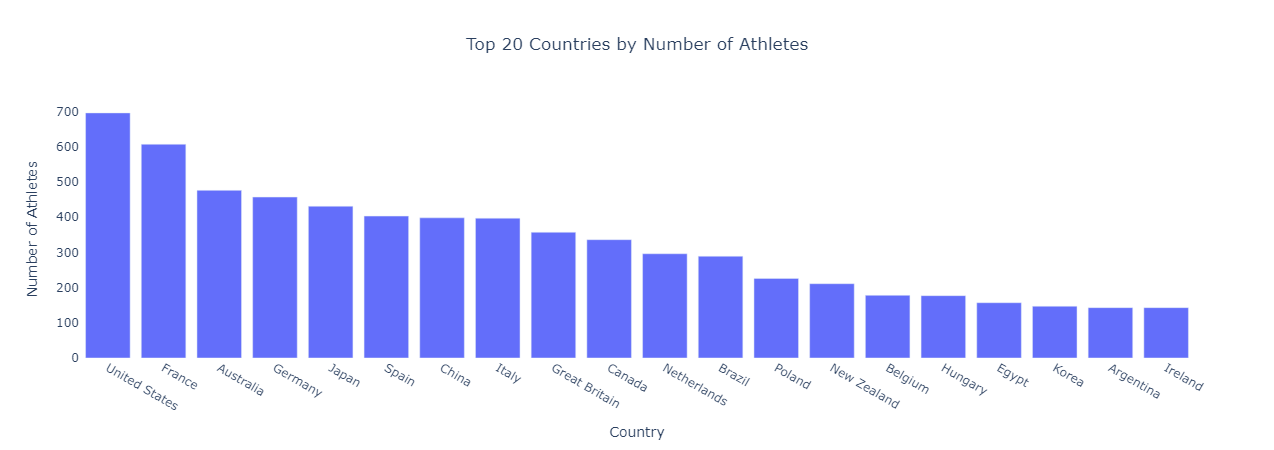 Top 20 Countries by Number of Athletes
Number of Athletes
700
600
500
400
300
200
100
0
United States
France
Australia
Germany
Japan
Spain
China
Italy
Great Britain
Canada
Netherlands
Brazil
Poland
New Zealand
Belgium
Hungary
Egypt
Korea
Argentina
Ireland
Country